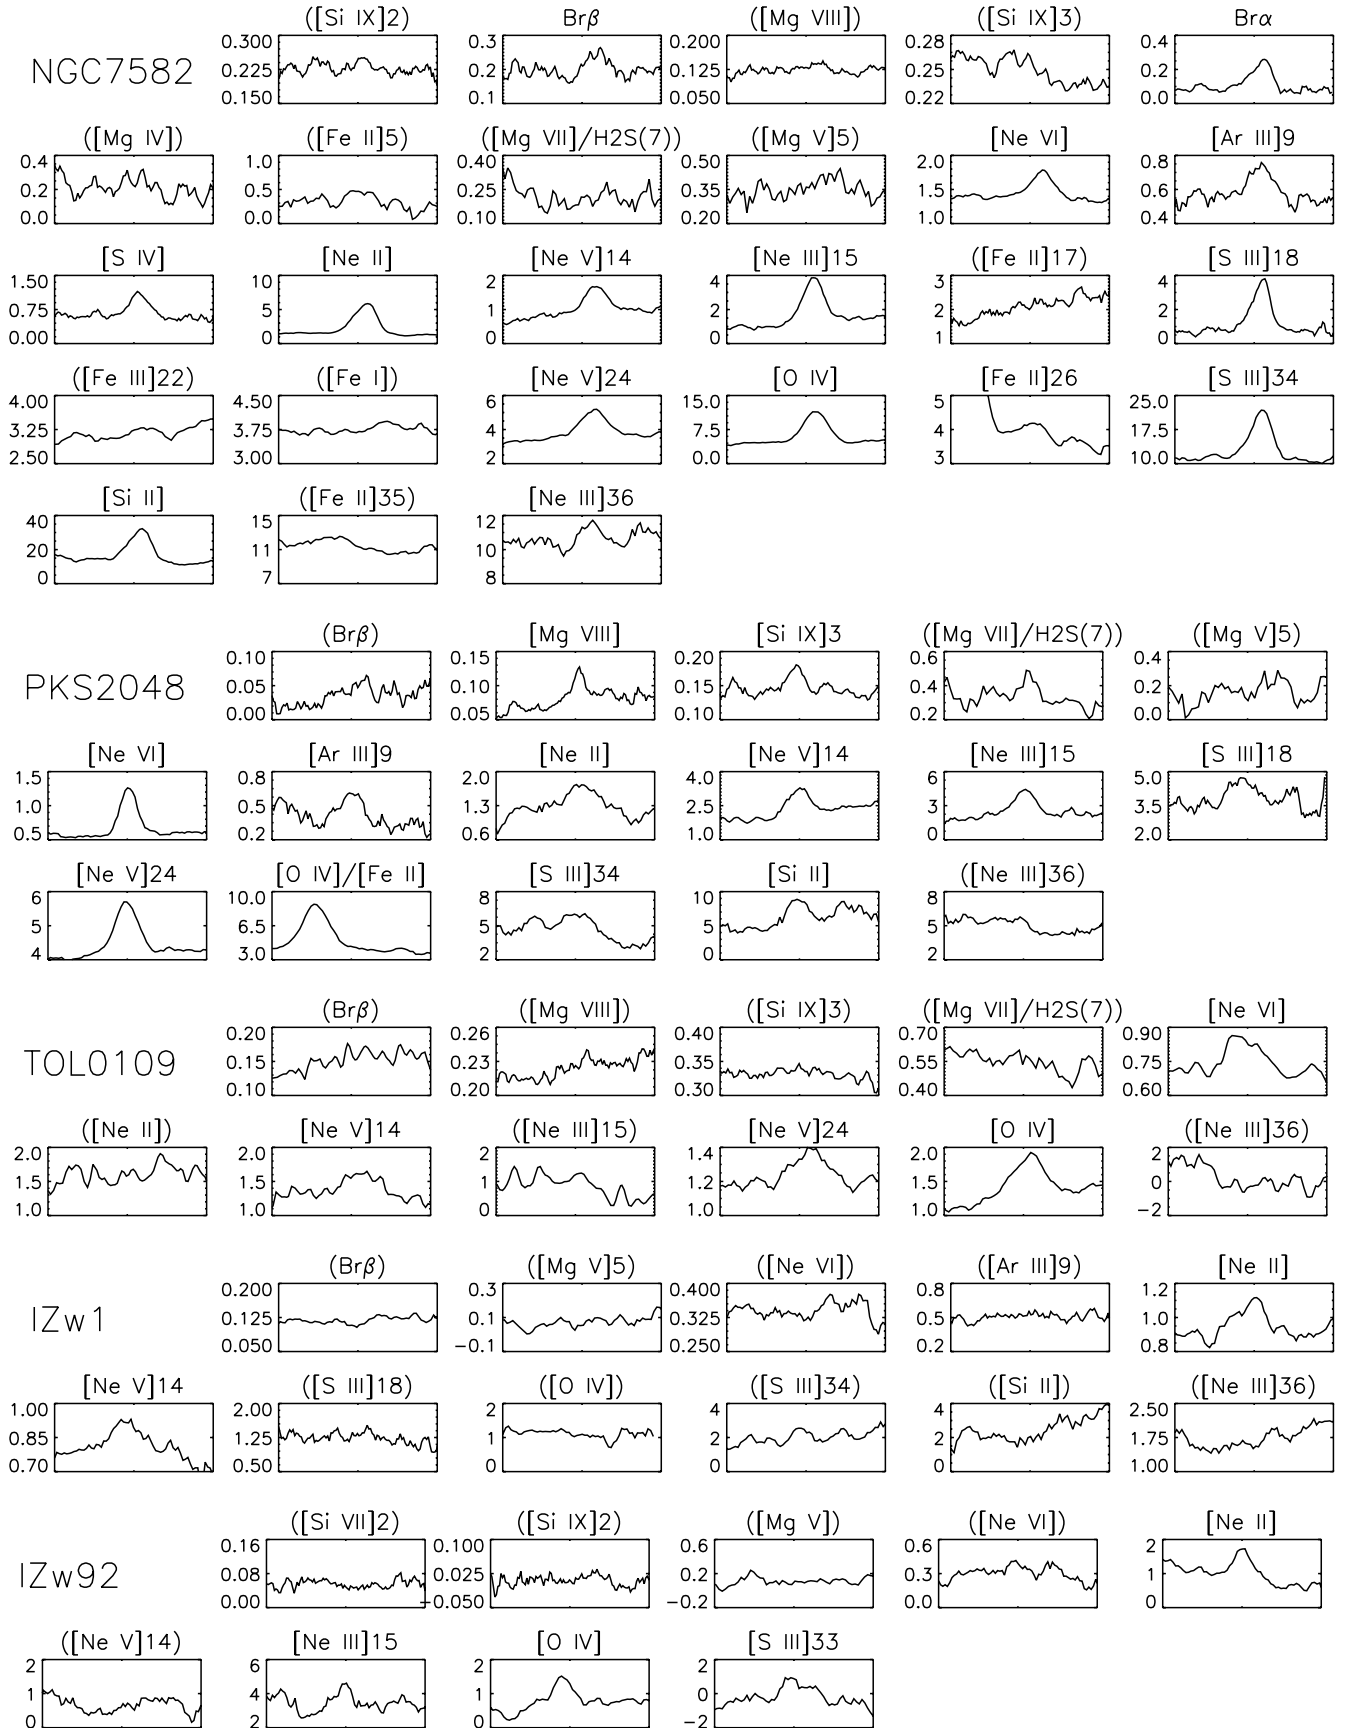 ([Si IX]2) Brβ ([Mg VIII]) ([Si IX]3) Brα
NGC7582
0.300 0.3 0.200 0.28 0.4
0.225 0.2 0.125 0.25 0.2
0.150 0.1 0.050 0.22 0.0
([Mg IV]) ([Fe II]5) ([Mg VII]/H2S(7)) ([Mg V]5) [Ne VI] [Ar III]9
0.4 1.0 0.40 0.50 2.0 0.8
0.2 0.5 0.25 0.35 1.5 0.6
0.0 0.0 0.10 0.20 1.0 0.4
[S IV] [Ne II] [Ne V]14 [Ne III]15 ([Fe II]17) [S III]18
1.50 10 2 4 3 4
0.75 5 1 2 2 2
0.00 0 0 0 1 0
([Fe III]22) ([Fe I]) [Ne V]24 [O IV] [Fe II]26 [S III]34
4.00 4.50 6 15.0 5 25.0
3.25 3.75 4 7.5 4 17.5
2.50 3.00 2 0.0 3 10.0
[Si II] ([Fe II]35) [Ne III]36
40 15 12
20 11 10
0 7 8
(Brβ) [Mg VIII] [Si IX]3 ([Mg VII]/H2S(7)) ([Mg V]5)
PKS2048
0.10 0.15 0.20 0.6 0.4
0.05 0.10 0.15 0.4 0.2
0.00 0.05 0.10 0.2 0.0
[Ne VI] [Ar III]9 [Ne II] [Ne V]14 [Ne III]15 [S III]18
1.5 0.8 2.0 4.0 6 5.0
1.0 0.5 1.3 2.5 3 3.5
0.5 0.2 0.6 1.0 0 2.0
[Ne V]24 [O IV]/[Fe II] [S III]34 [Si II] ([Ne III]36)
6 10.0 8 10 8
5 6.5 5 5 5
4 3.0 2 0 2
(Brβ) ([Mg VIII]) ([Si IX]3) ([Mg VII]/H2S(7)) [Ne VI]
TOL0109
0.20 0.26 0.40 0.70 0.90
0.15 0.23 0.35 0.55 0.75
0.10 0.20 0.30 0.40 0.60
([Ne II]) [Ne V]14 ([Ne III]15) [Ne V]24 [O IV] ([Ne III]36)
2.0 2.0 2 1.4 2.0 2
1.5 1.5 1 1.2 1.5 0
1.0 1.0 0 1.0 1.0 −2
(Brβ) ([Mg V]5) ([Ne VI]) ([Ar III]9) [Ne II]
IZw1
0.200 0.3 0.400 0.8 1.2
0.125 0.1 0.325 0.5 1.0
0.050 −0.1 0.250 0.2 0.8
[Ne V]14 ([S III]18) ([O IV]) ([S III]34) ([Si II]) ([Ne III]36)
1.00 2.00 2 4 4 2.50
0.85 1.25 1 2 2 1.75
0.70 0.50 0 0 0 1.00
([Si VII]2) ([Si IX]2) ([Mg V]) ([Ne VI]) [Ne II]
IZw92
0.16 0.100 0.6 0.6 2
0.08 0.025 0.2 0.3 1
0.00 −0.050 −0.2 0.0 0
([Ne V]14) [Ne III]15 [O IV] [S III]33
2 6 2 2
1 4 1 0
0 2 0 −2